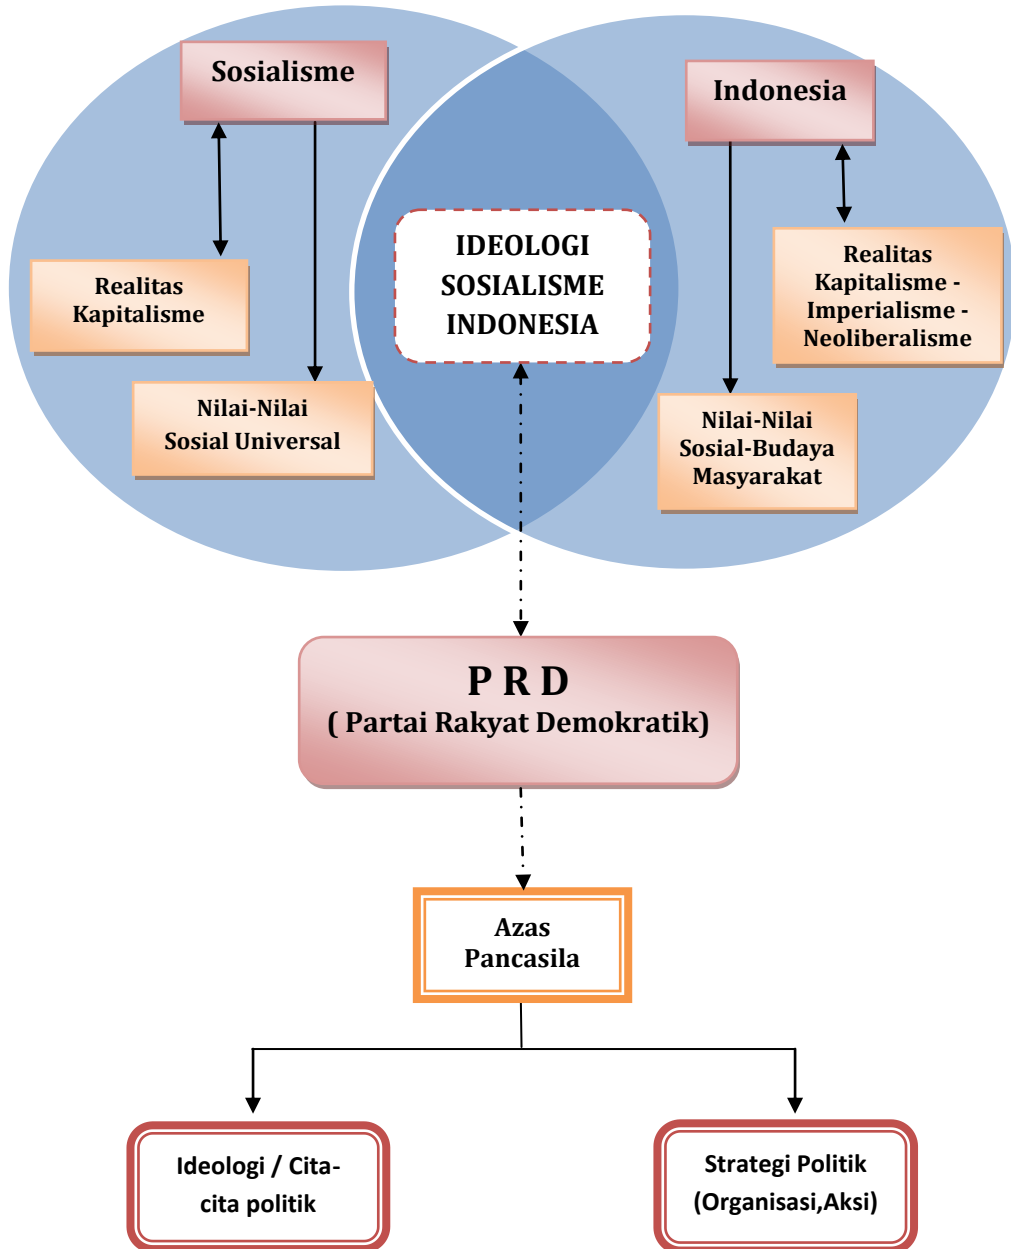 Sosialisme
Indonesia
IDEOLOGI
SOSIALISME
INDONESIA
Realitas
Kapitalisme
Realitas
Kapitalisme -
Imperialisme -
Neoliberalisme
Nilai-Nilai
Sosial Universal
Nilai-Nilai
Sosial-Budaya
Masyarakat
P R D
( Partai Rakyat Demokratik)
Azas
Pancasila
Ideologi / Cita-
cita politik
Strategi Politik
(Organisasi,Aksi)